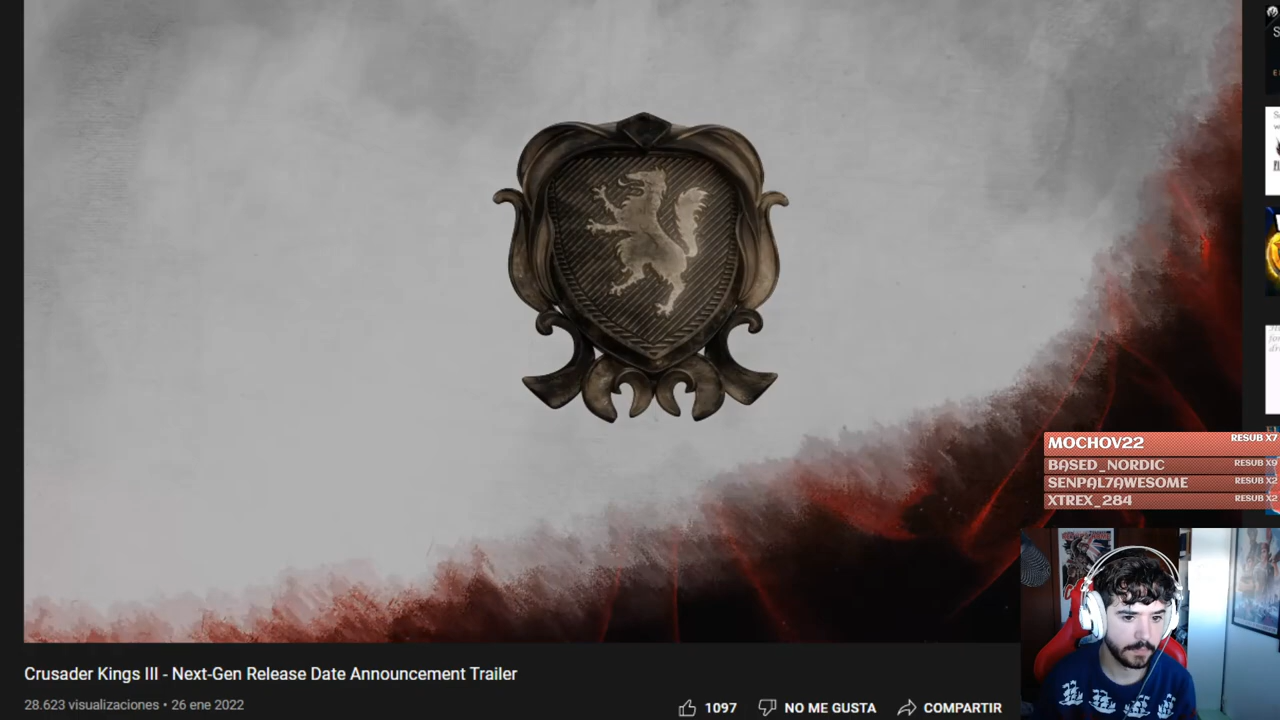 MOCHOV22 RESUB X7
BASED_NORDIC RESUB X9
SENPAL7AWESOME RESUB X2
XTREX_284 RESUB X2
Crusader Kings III - Next-Gen Release Date Announcement Trailer
28.623 visualizaciones • 26 ene 2022
1097 NO ME GUSTA COMPARTIR